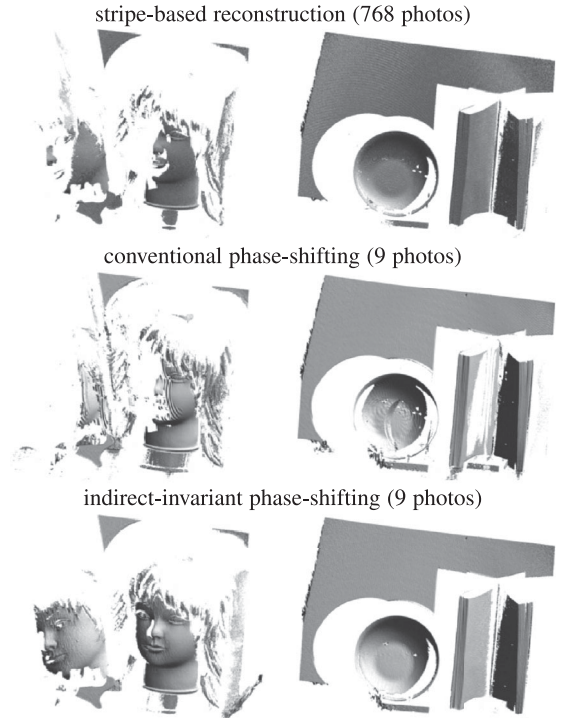 stripe-based reconstruction (768 photos)
conventional phase-shifting (9 photos)
indirect-invariant phase-shifting (9 photos)